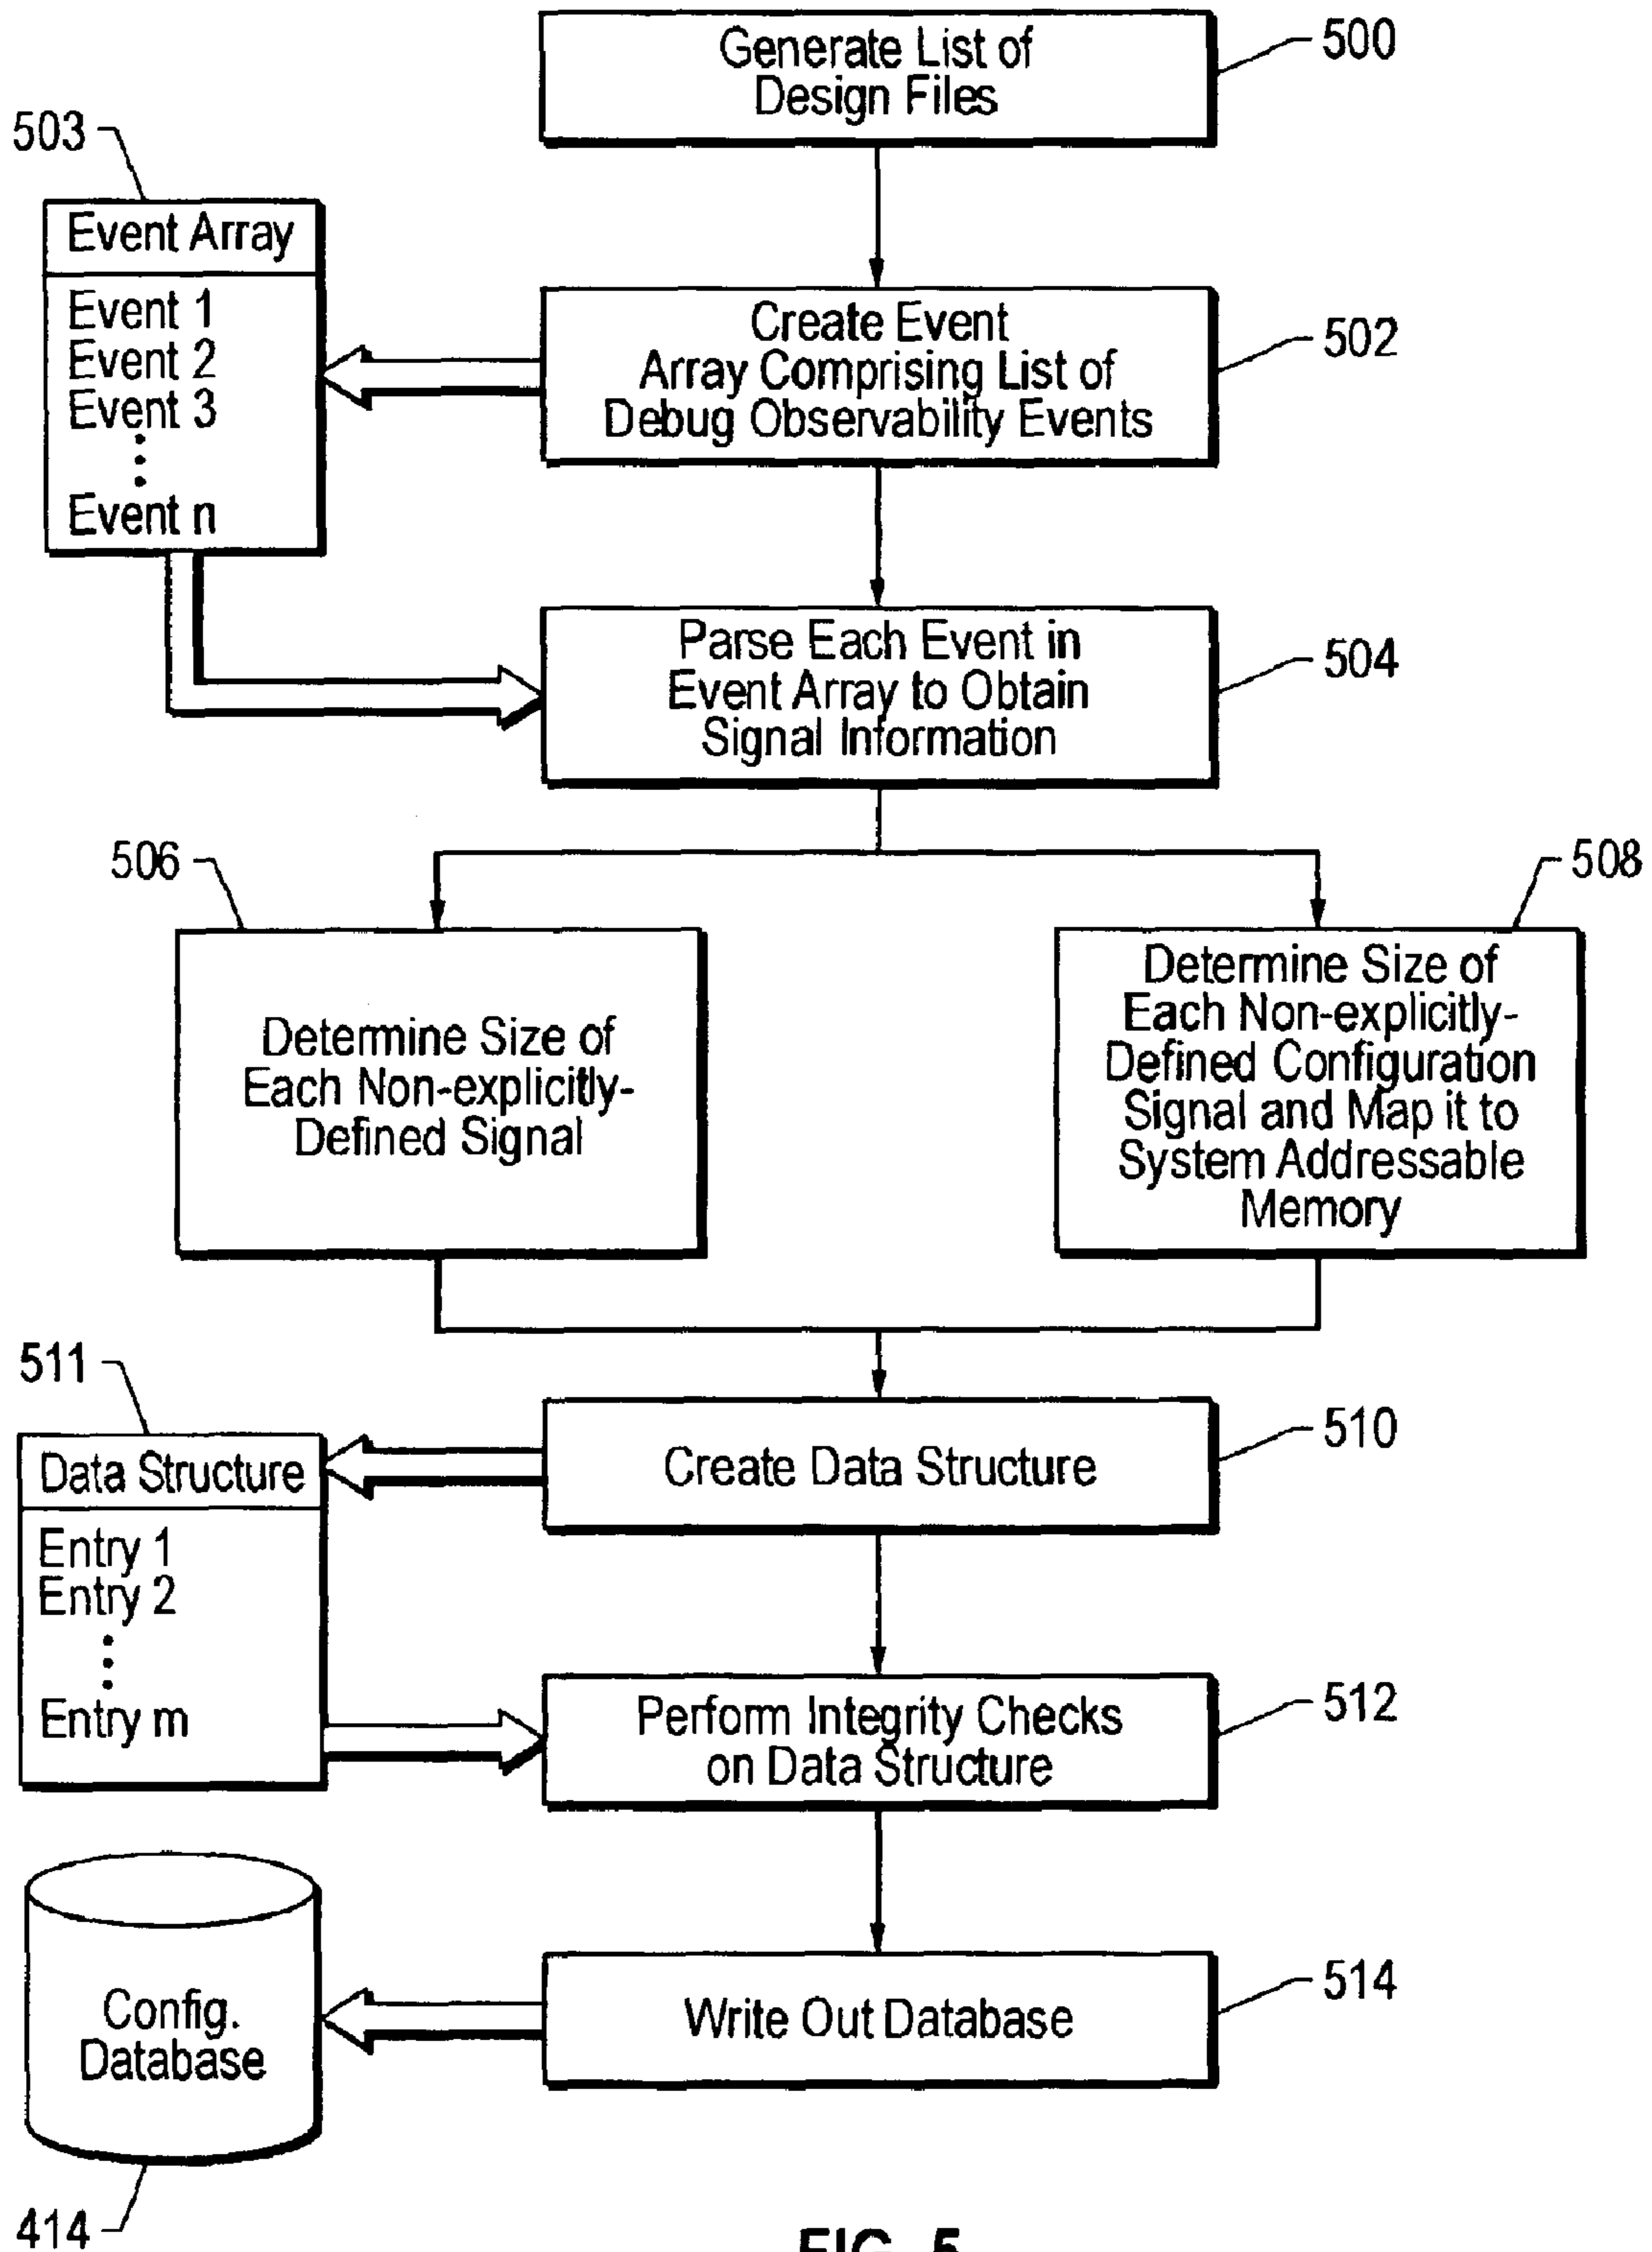 Generate List of
Design Files
500
503
Event Array
Event 1
Event 2
Event 3
Event n
Create Event
Array Comprising List of
Debug Observability Events
502
Parse Each Event in
Event Array to Obtain
Signal Information
504
506
Determine Size of
Each Non-explicitly-
Defined Signal
508
Determine Size of
Each Non-explicitly-
Defined Configuration
Signal and Map it to
System Addressable
Memory
511
Data Structure
Entry 1
Entry 2
Entry m
Create Data Structure
510
Perform Integrity Checks
on Data Structure
512
Config.
Database
414
Write Out Database
514
FIG. 5